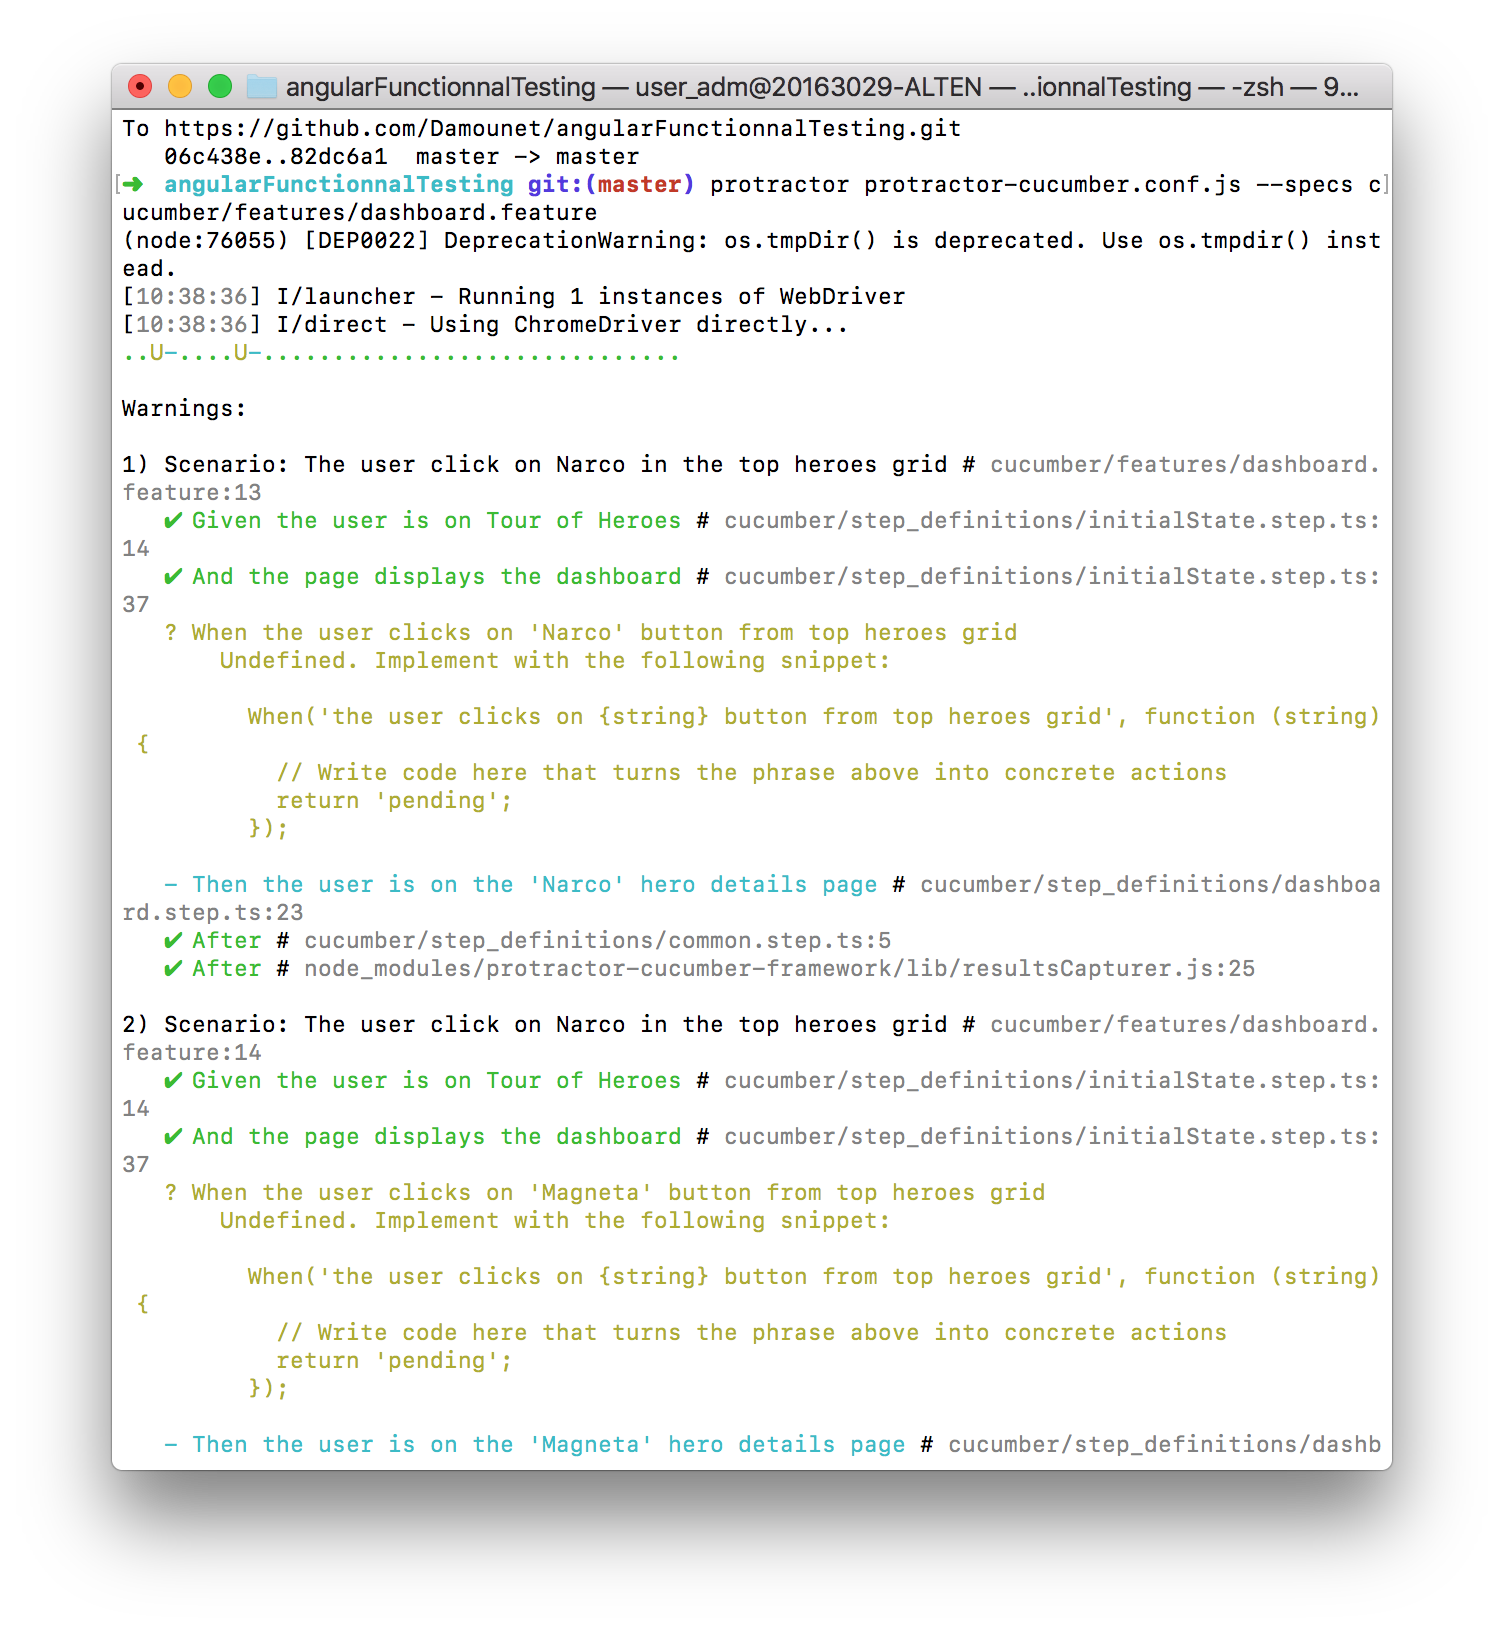 angularFunctionnalTesting — user_adm@20163029-ALTEN — ..ionnalTesting — -zsh — 9...
To https://github.com/Damounet/angularFunctionnalTesting.git
   06c438e..82dc6a1  master -> master
[➜  angularFunctionnalTesting git:(master) protractor protractor-cucumber.conf.js --specs c]
ucumber/features/dashboard.feature
(node:76055) [DEP0022] DeprecationWarning: os.tmpDir() is deprecated. Use os.tmpdir() inst
ead.
[10:38:36] I/launcher - Running 1 instances of WebDriver
[10:38:36] I/direct - Using ChromeDriver directly...
..U-....U-..............................

Warnings:

1) Scenario: The user click on Narco in the top heroes grid # cucumber/features/dashboard.
feature:13
   ✔ Given the user is on Tour of Heroes # cucumber/step_definitions/initialState.step.ts:
14
   ✔ And the page displays the dashboard # cucumber/step_definitions/initialState.step.ts:
37
   ? When the user clicks on 'Narco' button from top heroes grid
       Undefined. Implement with the following snippet:

         When('the user clicks on {string} button from top heroes grid', function (string)
 {
           // Write code here that turns the phrase above into concrete actions
           return 'pending';
         });

   - Then the user is on the 'Narco' hero details page # cucumber/step_definitions/dashboa
rd.step.ts:23
   ✔ After # cucumber/step_definitions/common.step.ts:5
   ✔ After # node_modules/protractor-cucumber-framework/lib/resultsCapturer.js:25

2) Scenario: The user click on Narco in the top heroes grid # cucumber/features/dashboard.
feature:14
   ✔ Given the user is on Tour of Heroes # cucumber/step_definitions/initialState.step.ts:
14
   ✔ And the page displays the dashboard # cucumber/step_definitions/initialState.step.ts:
37
   ? When the user clicks on 'Magneta' button from top heroes grid
       Undefined. Implement with the following snippet:

         When('the user clicks on {string} button from top heroes grid', function (string)
 {
           // Write code here that turns the phrase above into concrete actions
           return 'pending';
         });

   - Then the user is on the 'Magneta' hero details page # cucumber/step_definitions/dashb